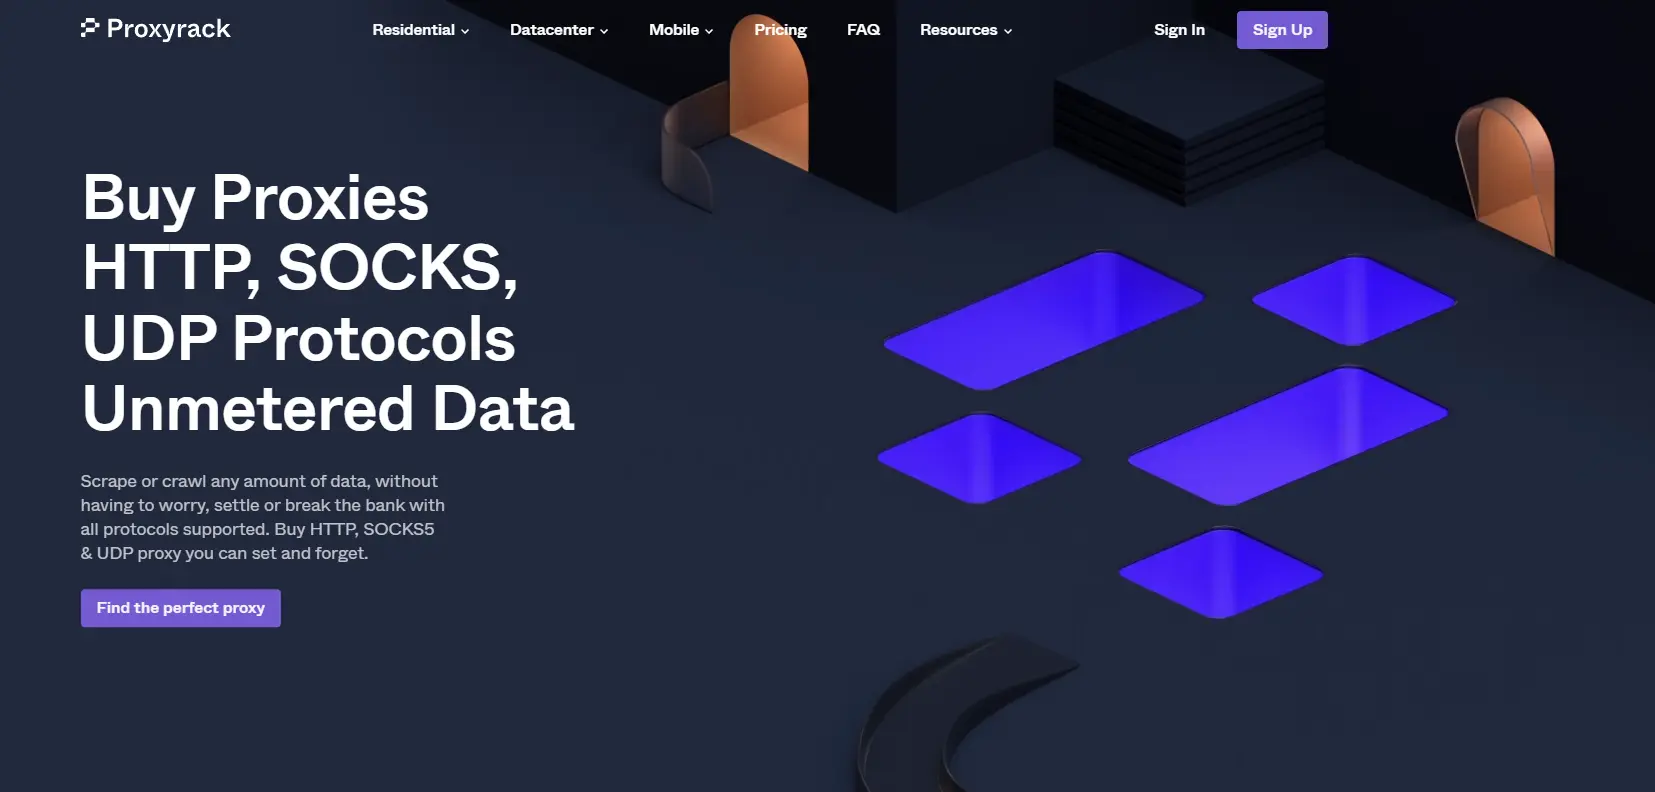 Proxyrack
Residential
Datacenter
Mobile
Pricing
FAQ
Resources
Sign In
Sign Up
Buy Proxies
HTTP, SOCKS,
UDP Protocols
Unmetered Data
Scrape or crawl any amount of data, without
having to worry, settle or break the bank with
all protocols supported. Buy HTTP, SOCKS5
& UDP proxy you can set and forget.
Find the perfect proxy